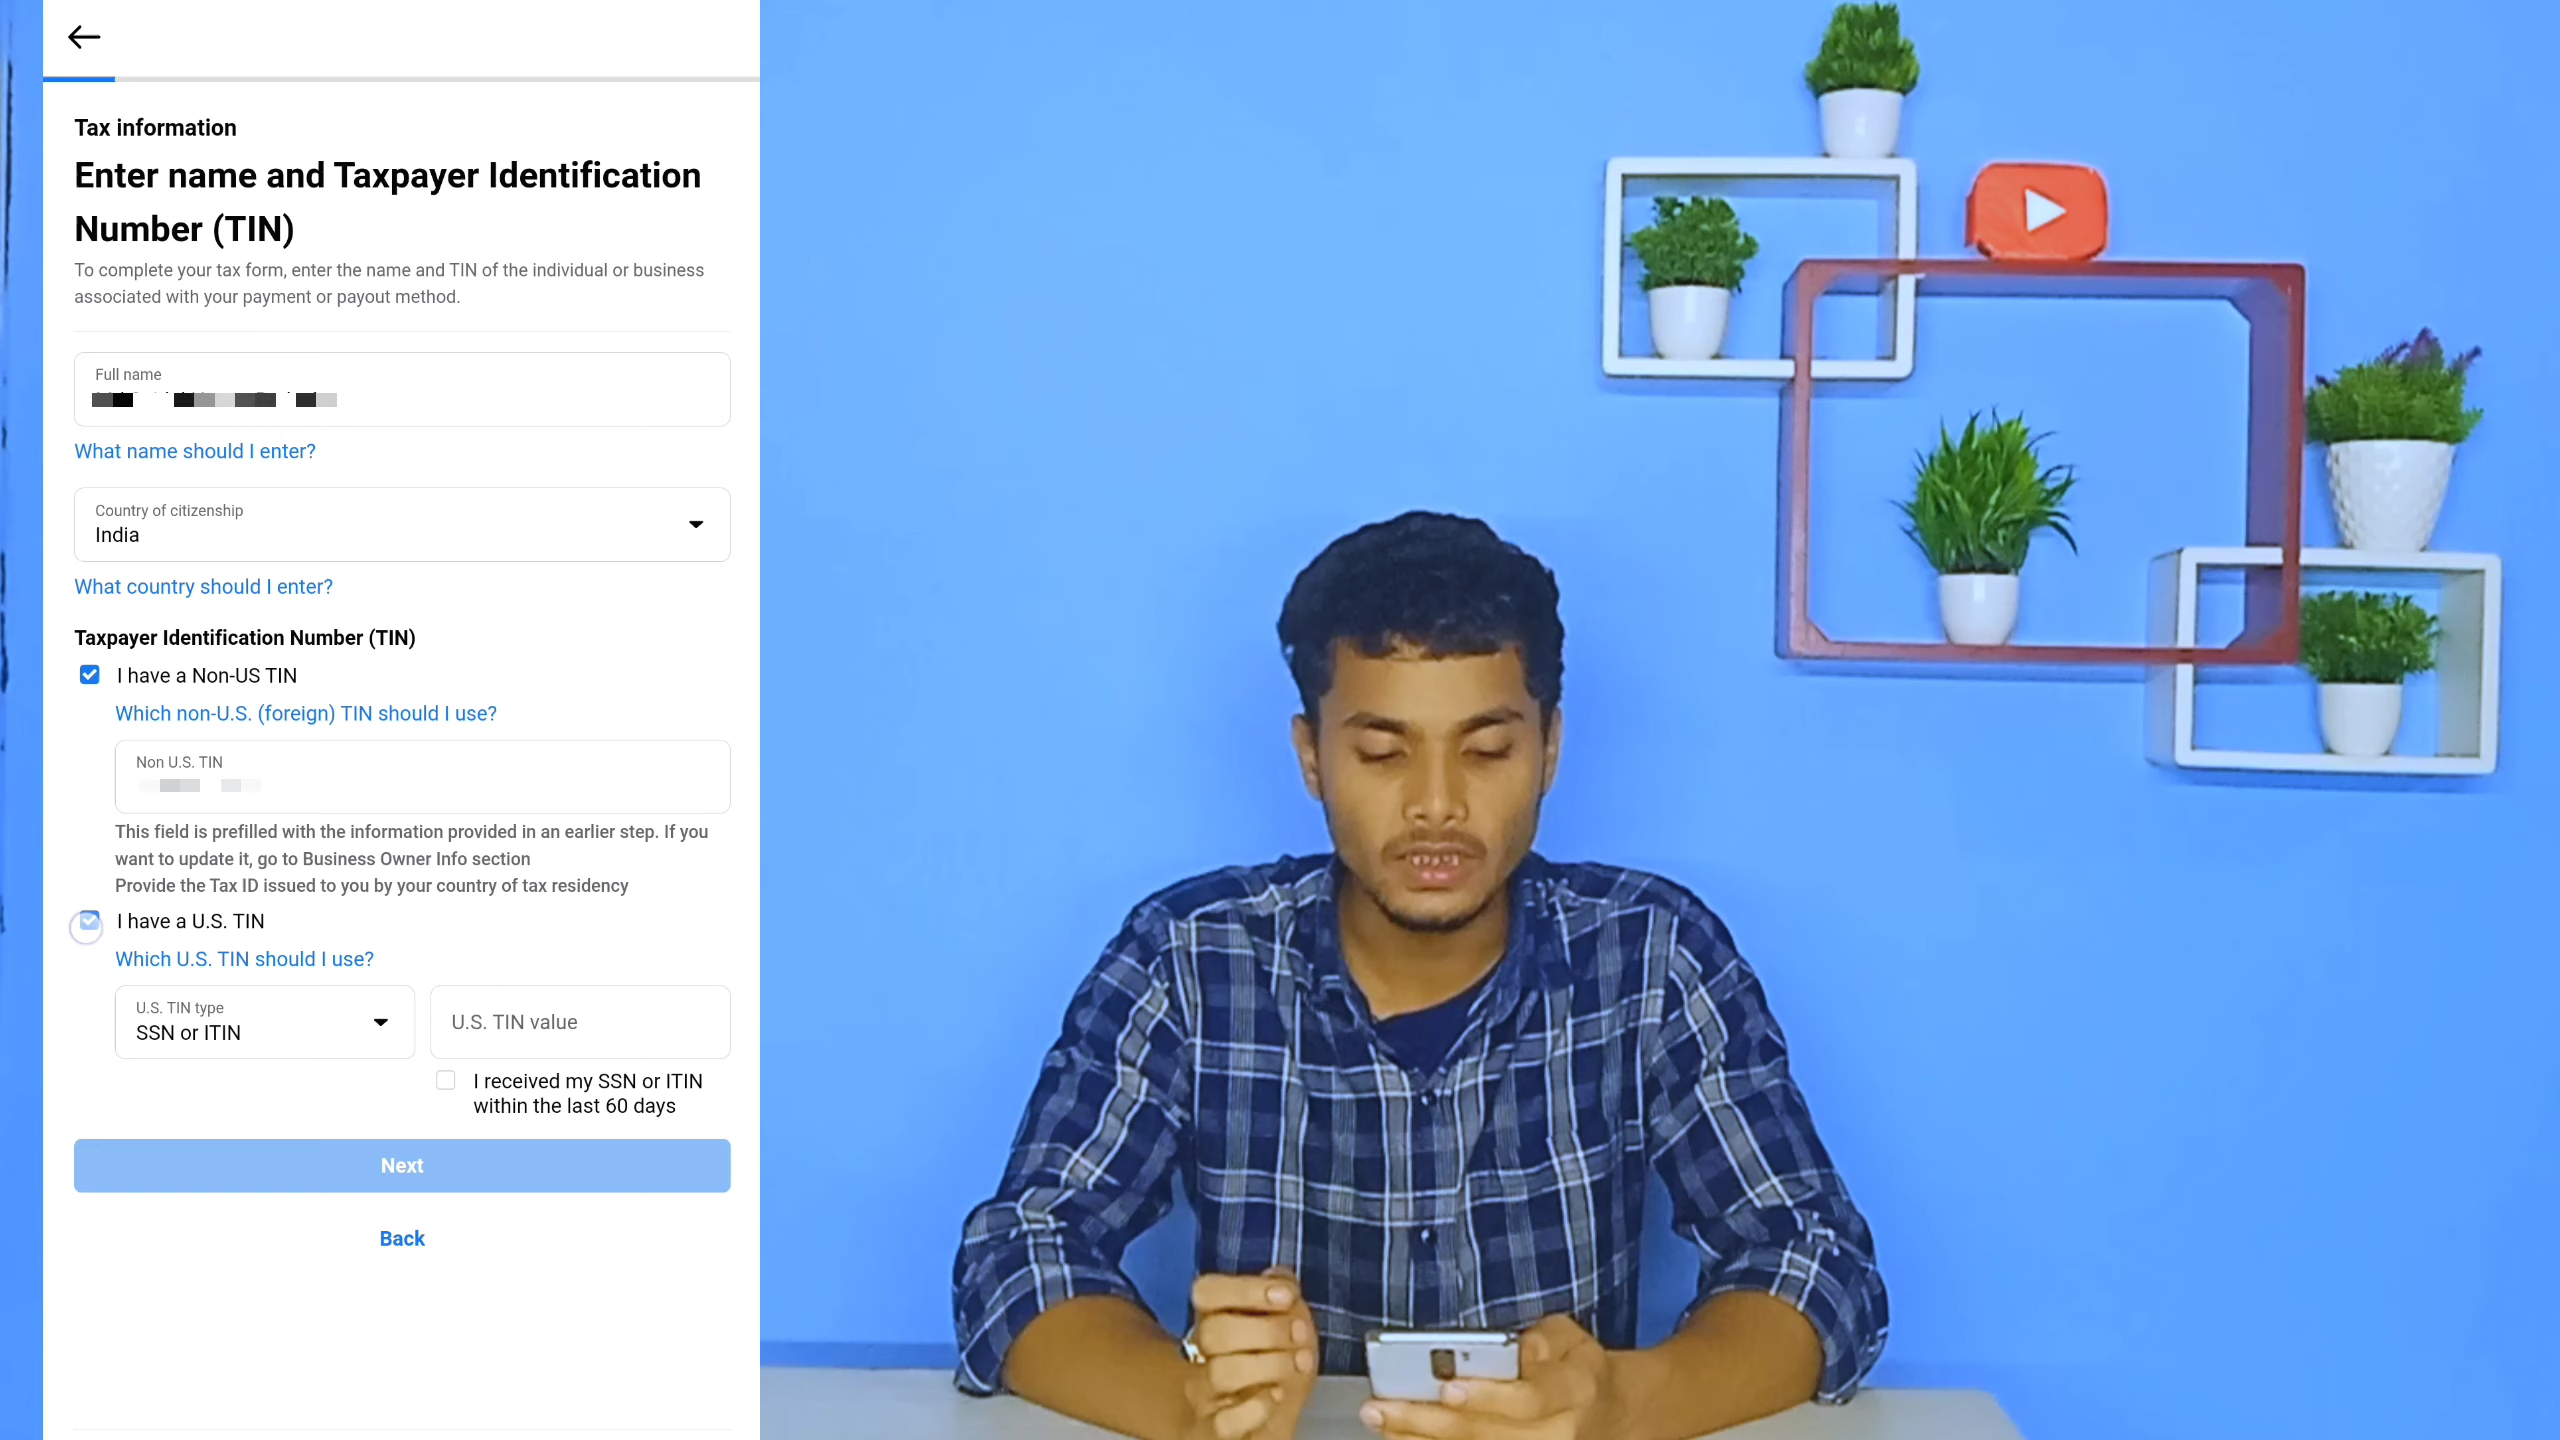 Tax information
Enter name and Taxpayer Identification
Number (TIN)
To complete your tax form, enter the name and TIN of the individual or business
associated with your payment or payout method.
Full name
What name should I enter?
Country of citizenship
India
What country should I enter?
Taxpayer Identification Number (TIN)
I have a Non-US TIN
Which non-U.S. (foreign) TIN should I use?
Non U.S. TIN
This field is prefilled with the information provided in an earlier step. If you
want to update it, go to Business Owner Info section
Provide the Tax ID issued to you by your country of tax residency
I have a U.S. TIN
Which U.S. TIN should I use?
U.S. TIN type
SSN or ITIN
U.S. TIN value
I received my SSN or ITIN
within the last 60 days
Next
Back